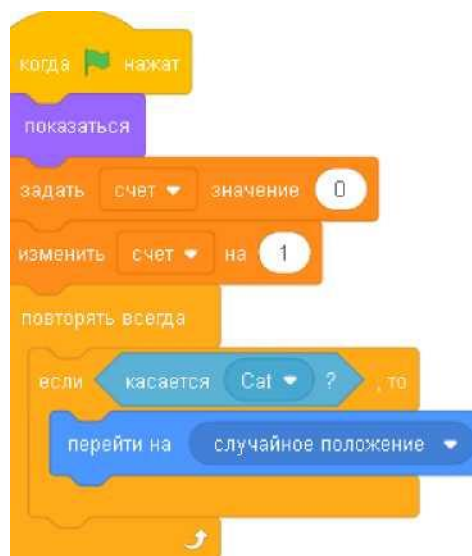 когда нажат
показаться
задать счет значение 0
изменить счет на 1
повторять всегда
если касается Cat ? , то
перейти на случайное положение